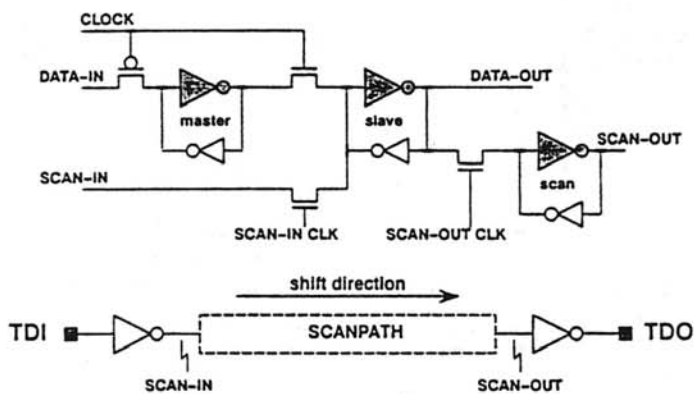 CLOCK
DATA-IN
master
slave
DATA-OUT
scan
SCAN-OUT
SCAN-IN
SCAN-IN CLK
SCAN-OUT CLK
shift direction
TDI
SCANPATH
TDO
SCAN-IN
SCAN-OUT